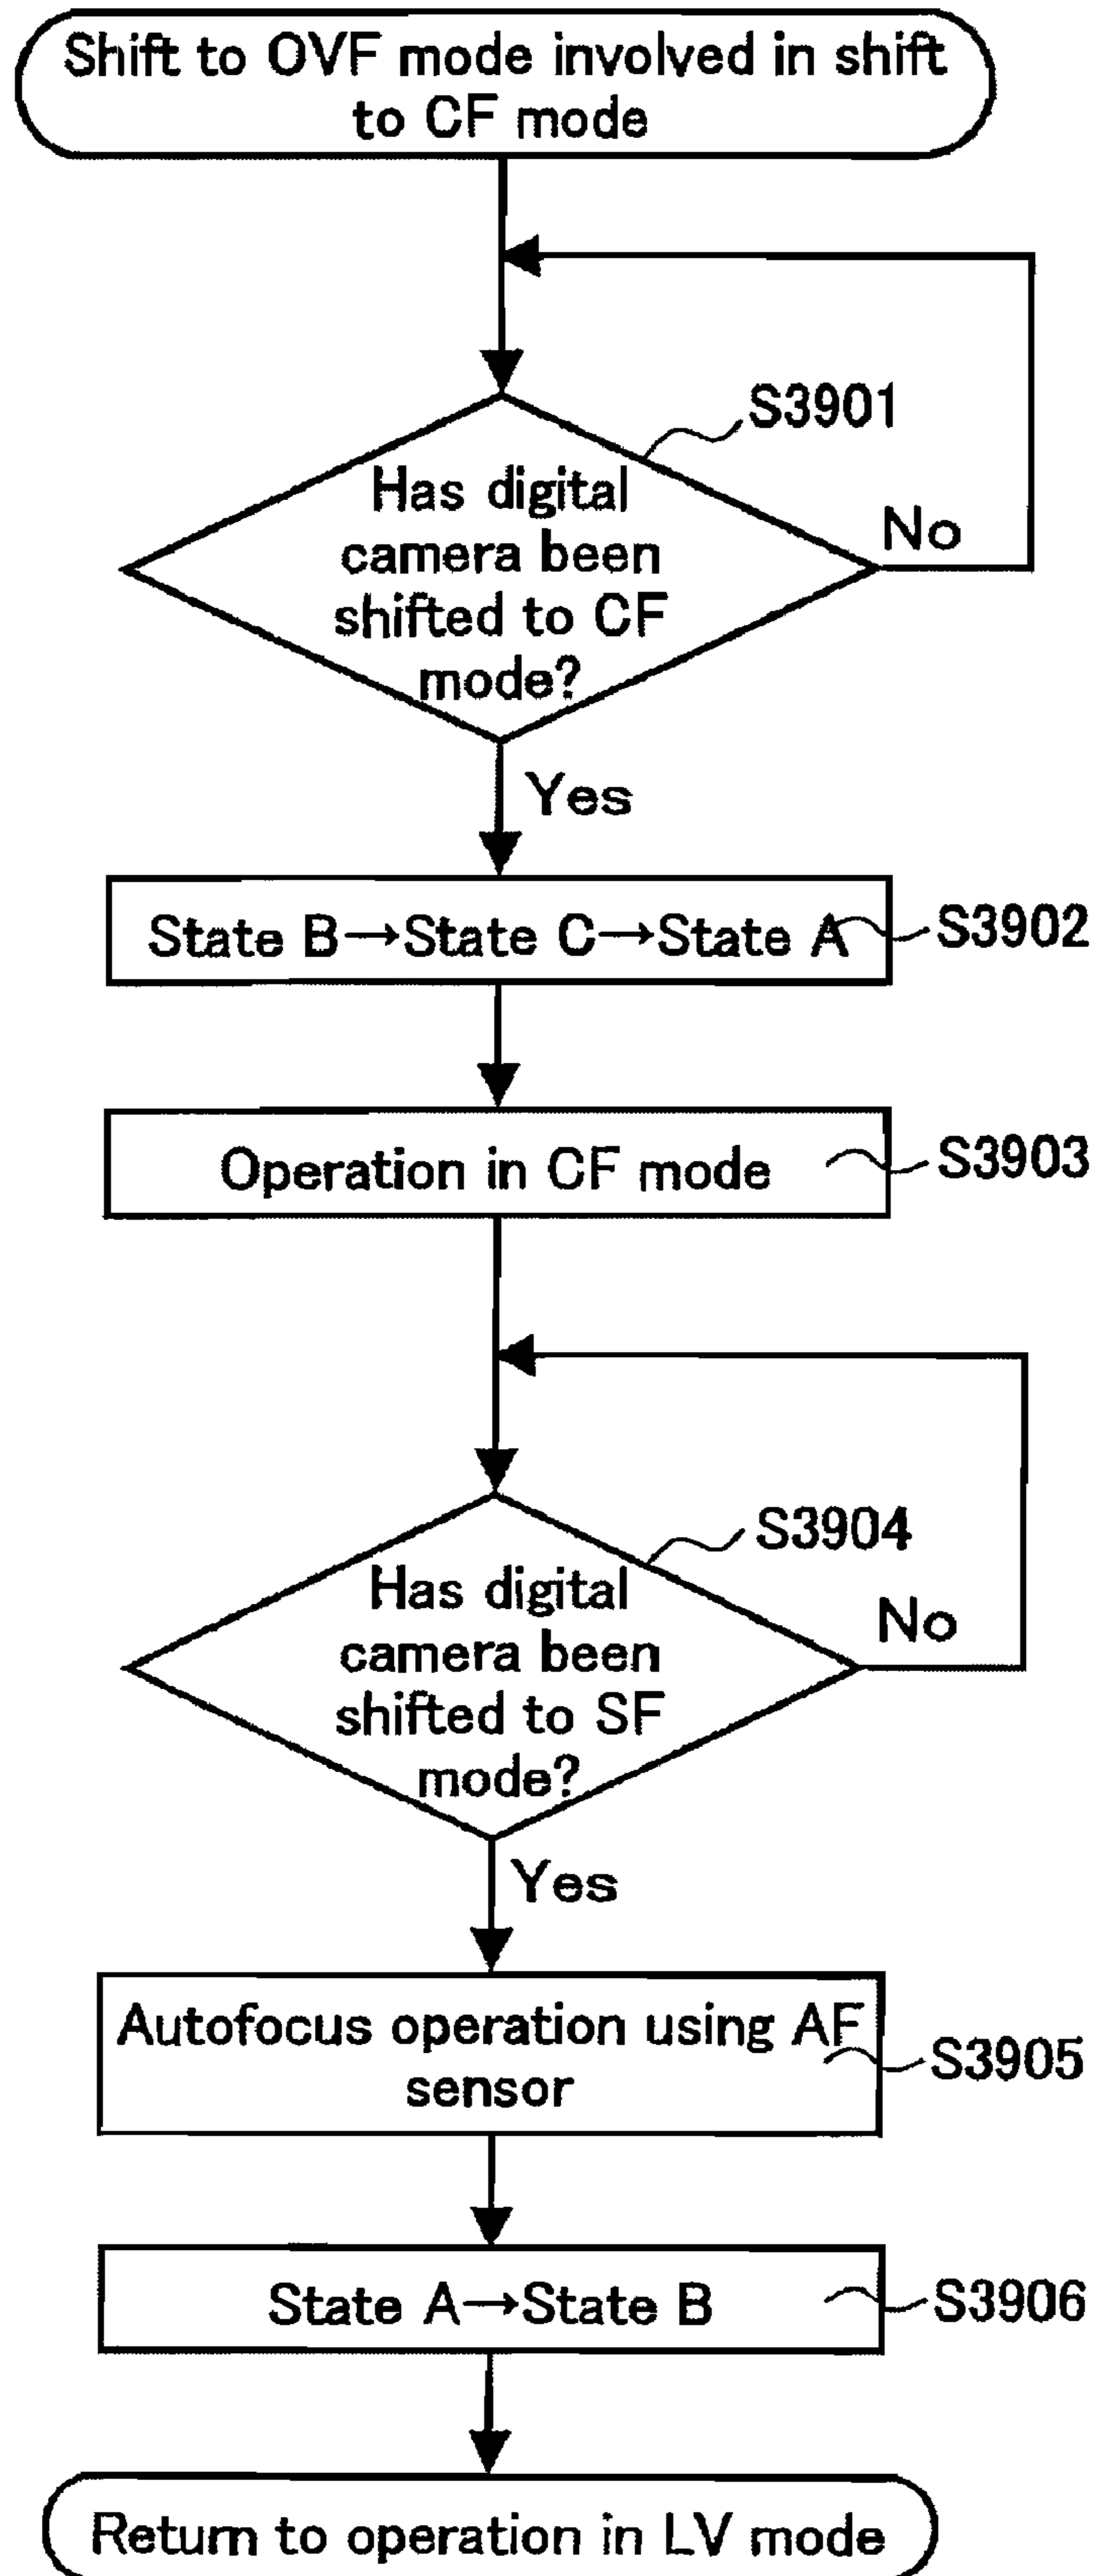 Shift to OVF mode involved in shift
to CF mode
S3901
Has digital
camera been
shifted to CF
mode?
No
Yes
State B→State C→State A
S3902
Operation in CF mode
S3903
S3904
Has digital
camera been
shifted to SF
mode?
No
Yes
Autofocus operation using AF
sensor
S3905
State A→State B
S3906
Return to operation in LV mode